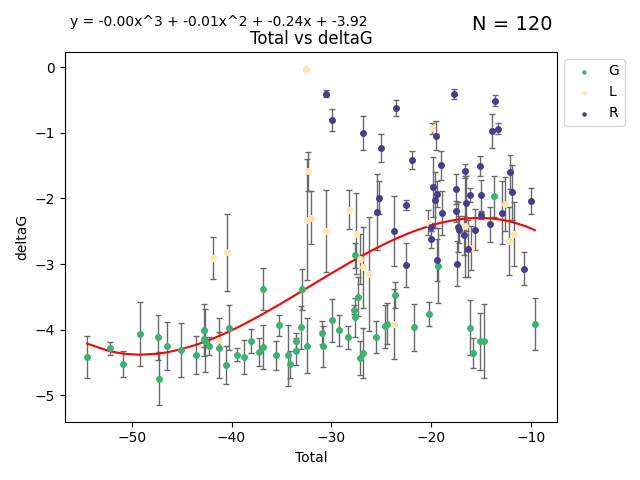 y = -0.00x^3 + -0.01x^2 + -0.24x + -3.92
N = 120
Total vs deltaG
G
L
R
deltaG
0
−1
−2
−3
−4
−5
−50 −40 −30 −20 −10
Total